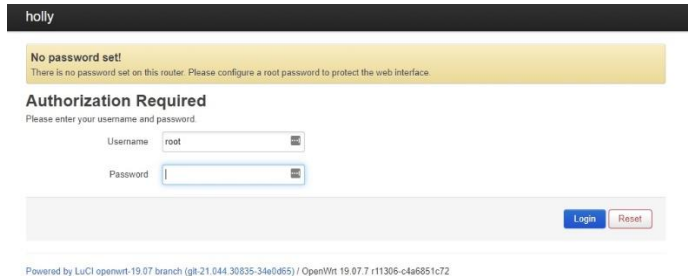 holly
No password set!
There is no password set on this router. Please configure a root password to protect the web interface.
Authorization Required
Please enter your username and password.
Username root
Password
Login Reset
Powered by LuCI openwrt-19.07 branch (git-21.044.30835-34e0d65) / OpenWrt 19.07.7 r11306-c4a6851c72